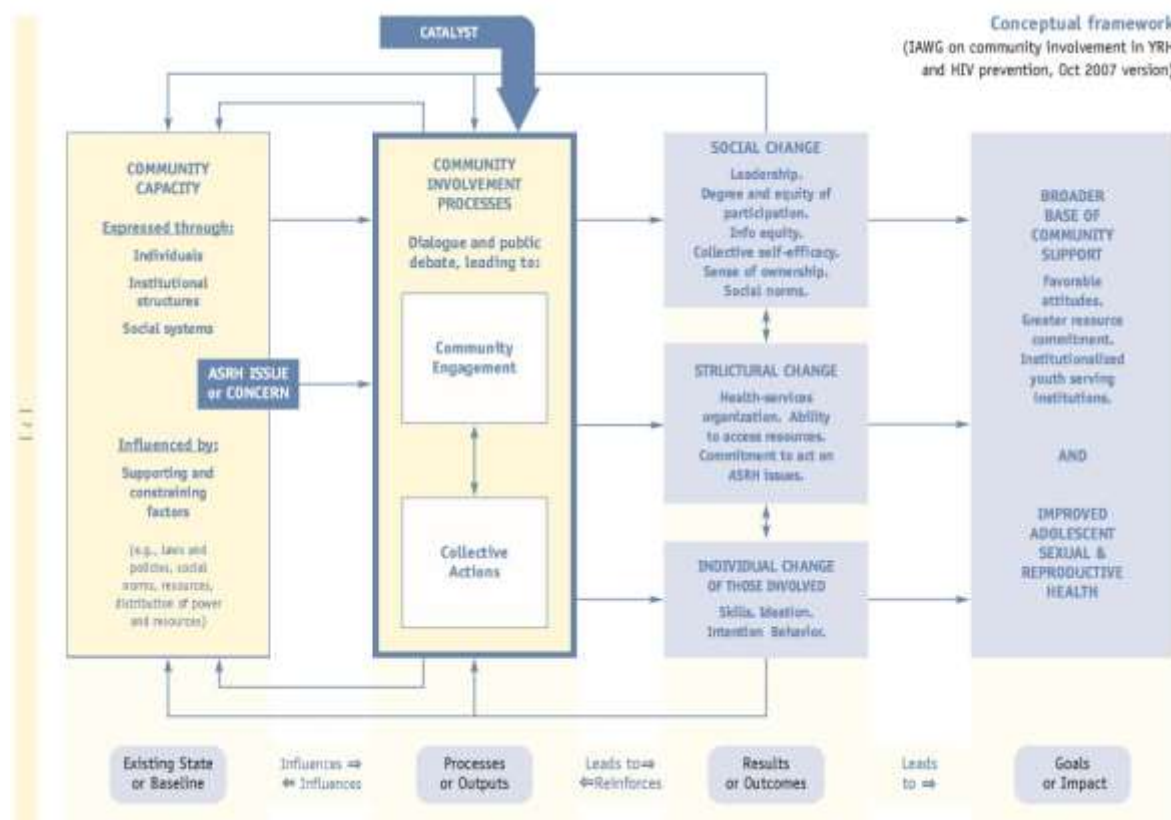 CATALYST
Conceptual framework
(IAWG on community involvement in YRH
and HIV prevention, Oct 2007 version)
COMMUNITY
CAPACITY
Expressed through:
Individuals
Institutional
structures
Social systems
ASRH ISSUE
or CONCERN
Influenced by:
Supporting and
constraining
factors
(e.g., laws and
policies, social
norms, resources,
distribution of power
and resources)
COMMUNITY
INVOLVEMENT
PROCESSES
Dialogue and public
debate, leading to:
Community
Engagement
Collective
Actions
SOCIAL CHANGE
Leadership.
Degree and equity of
participation.
Info equity.
Collective self-efficacy.
Sense of ownership.
Social norms.
STRUCTURAL CHANGE
Health-services
organization. Ability
to access resources.
Commitment to act on
ASRH issues.
INDIVIDUAL CHANGE
OF THOSE INVOLVED
Skills. Ideation.
Intention Behavior.
BROADER
BASE OF
COMMUNITY
SUPPORT
Favorable
attitudes.
Greater resource
commitment.
Institutionalized
youth serving
institutions.
AND
IMPROVED
ADOLESCENT
SEXUAL &
REPRODUCTIVE
HEALTH
Existing State
or Baseline
Influences ⇒
⇐ Influences
Processes
or Outputs
Leads to⇒
⇐Reinforces
Results
or Outcomes
Leads
to ⇒
Goals
or Impact